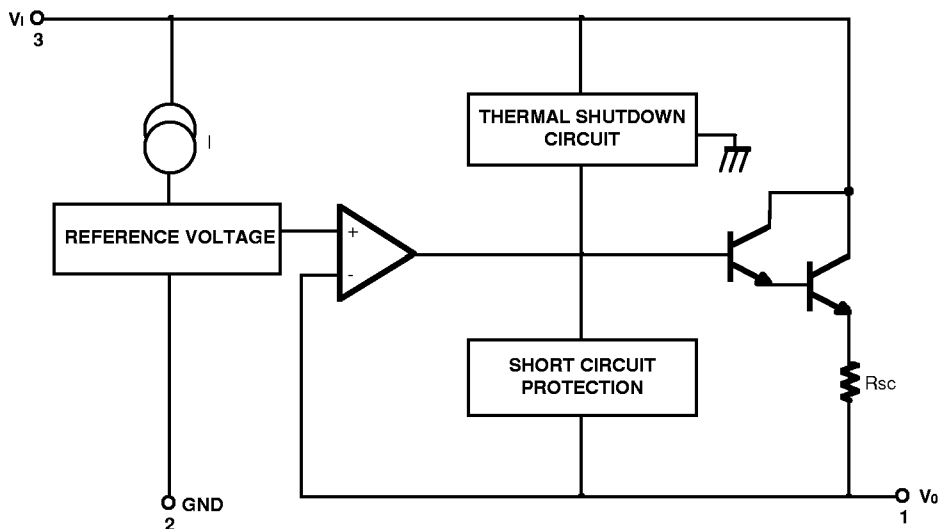 VI
3
THERMAL SHUTDOWN
CIRCUIT
I
REFERENCE VOLTAGE
+
-
SHORT CIRCUIT
PROTECTION
Rsc
GND
2
Vo
1